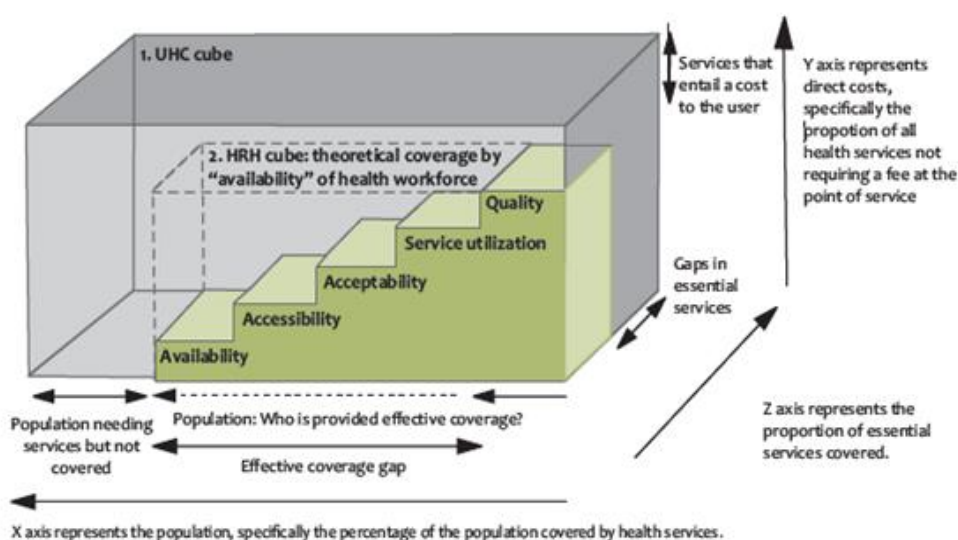 1. UHC cube
2. HRH cube: theoretical coverage by
"availability" of health workforce
Quality
Service utilization
Acceptability
Accessibility
Availability
Services that
entail a cost
to the user
Y axis represents
direct costs,
specifically the
propotion of all
health services not
requiring a fee at the
point of service
Gaps in
essential
services
Z axis represents the
proportion of essential
services covered.
Population needing
services but not
covered
Population: Who is provided effective coverage?
Effective coverage gap
X axis represents the population, specifically the percentage of the population covered by health services.